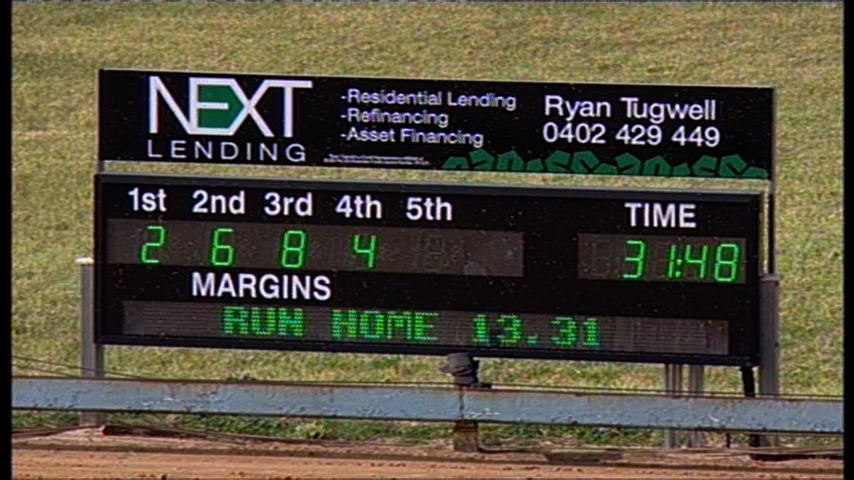 NEXT
LENDING
-Residential Lending
-Refinancing
-Asset Financing
Ryan Tugwell
0402 429 449
1st 2nd 3rd 4th 5th
TIME
2 6 8 4
31:48
MARGINS
RUN HOME 13.31